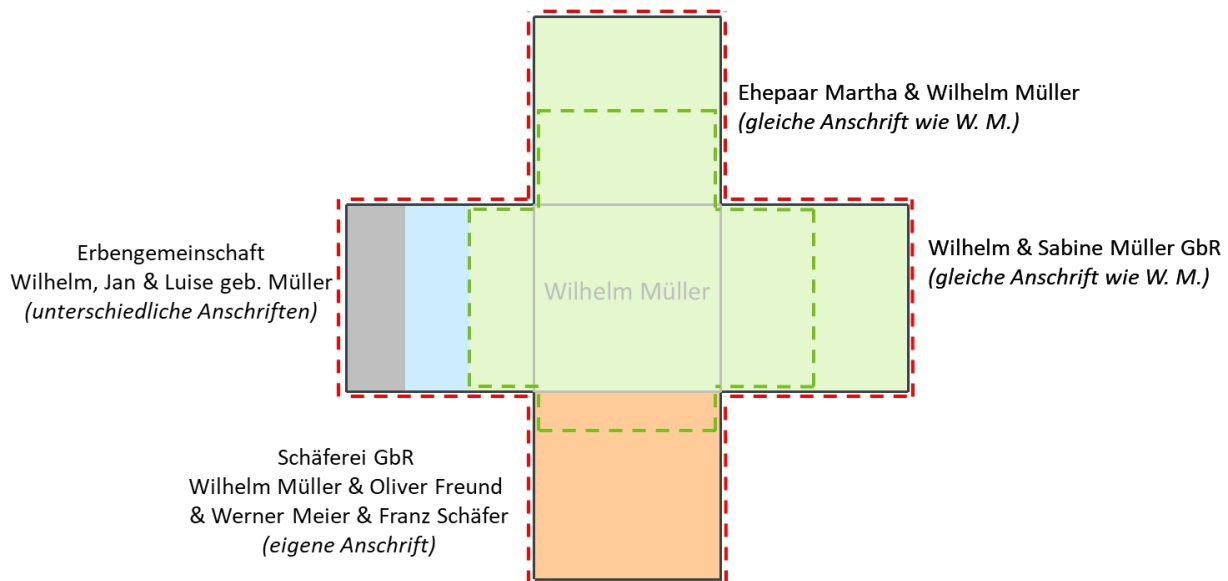 Ehepaar Martha & Wilhelm Müller
(gleiche Anschrift wie W. M.)
Erbengemeinschaft
Wilhelm, Jan & Luise geb. Müller
(unterschiedliche Anschriften)
Wilhelm Müller
Wilhelm & Sabine Müller GbR
(gleiche Anschrift wie W. M.)
Schäferei GbR
Wilhelm Müller & Oliver Freund
& Werner Meier & Franz Schäfer
(eigene Anschrift)